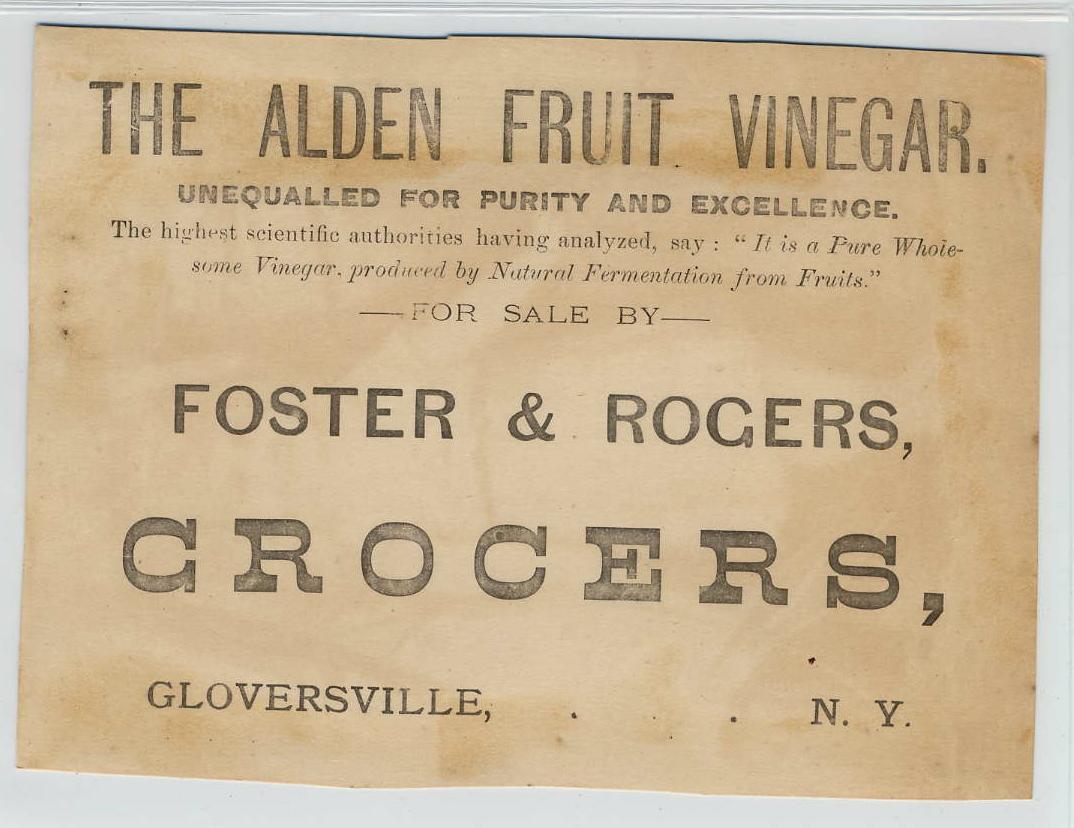 THE ALDEN FRUIT VINEGAR.
UNEQUALLED FOR PURITY AND EXCELLENCE.
The highest scientific authorities having analyzed, say : “ It is a Pure Whole-
some Vinegar, produced by Natural Fermentation from Fruits.”
—FOR SALE BY—
FOSTER & ROGERS,
GROCERS,
GLOVERSVILLE, . . . N. Y.